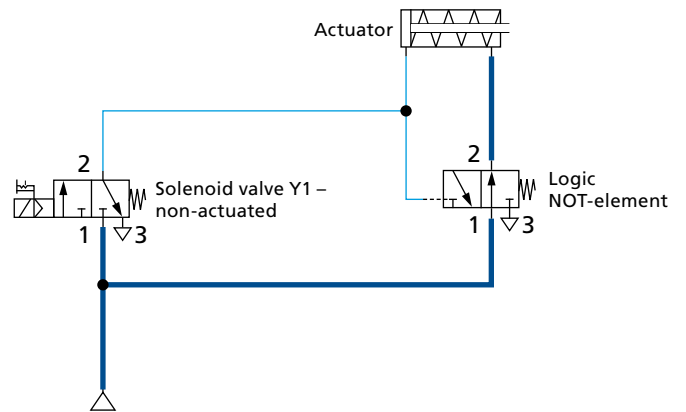 Actuator
2
Solenoid valve Y1 –
non-actuated
1
3
2
Logic
NOT-element
1
3